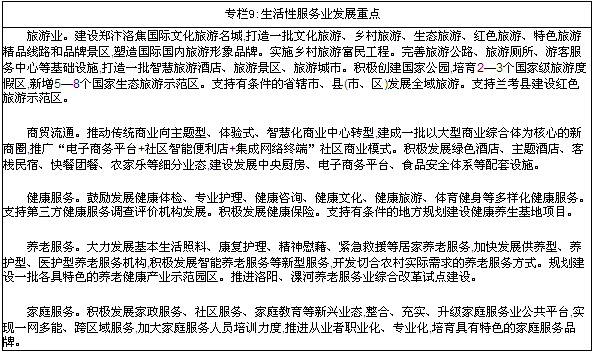 专栏9:生活性服务业发展重点
旅游业。建设郑汴洛焦国际文化旅游名城,打造一批文化旅游、乡村旅游、生态旅游、红色旅游、特色旅游
精品线路和品牌景区,塑造国际国内旅游形象品牌。实施乡村旅游富民工程。完善旅游公路、旅游厕所、游客服
务中心等基础设施,打造一批智慧旅游酒店、旅游景区、旅游城市。积极创建国家公园,培育2—3个国家级旅游度
假区,新增5—8个国家生态旅游示范区。支持有条件的省辖市、县(市、区)发展全域旅游。支持兰考县建设红色
旅游示范区。
商贸流通。推动传统商业向主题型、体验式、智慧化商业中心转型,建成一批以大型商业综合体为核心的新
商圈,推广“电子商务平台+社区智能便利店+集成网络终端”社区商业模式。积极发展绿色酒店、主题酒店、客
栈民宿、快餐团餐、农家乐等细分业态,建设发展中央厨房、电子商务平台、食品安全体系等配套设施。
健康服务。鼓励发展健康体检、专业护理、健康咨询、健康文化、健康旅游、体育健身等多样化健康服务。
支持第三方健康服务调查评价机构发展。积极发展健康保险。支持有条件的地方规划建设健康养生基地项目。
养老服务。大力发展基本生活照料、康复护理、精神慰藉、紧急救援等居家养老服务,加快发展供养型、养
护型、医护型养老服务机构,积极发展智能养老服务等新型服务,开发切合农村实际需求的养老服务方式。规划建
设一批各具特色的养老健康产业示范园区。推进洛阳、漯河养老服务业综合改革试点建设。
家庭服务。积极发展家政服务、社区服务、家庭教育等新兴业态,整合、充实、升级家庭服务业公共平台,实
现一网多能、跨区域服务,加大家庭服务人员培训力度,推进从业者职业化、专业化,培育具有特色的家庭服务品
牌。